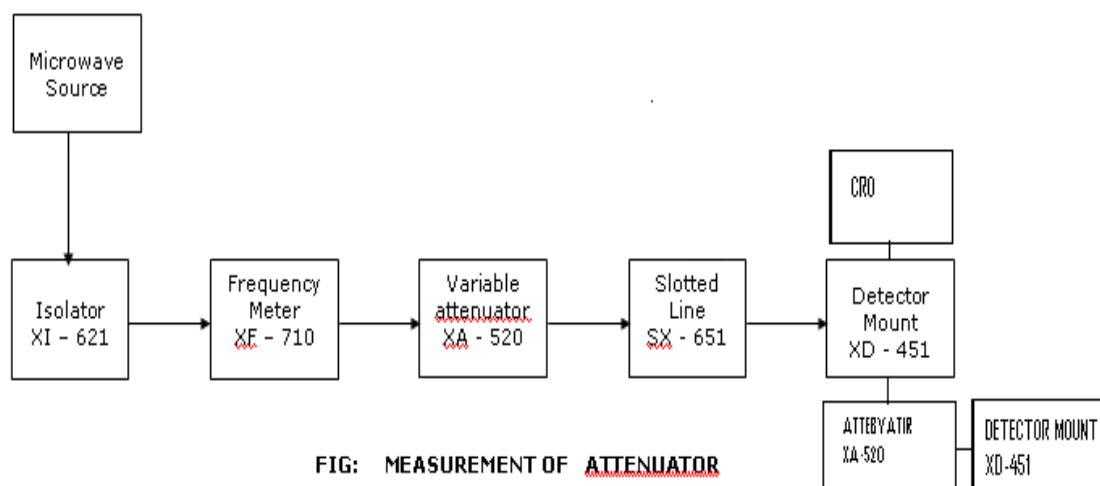 Microwave
Source
CRO
Isolator
XI - 621
Frequency
Meter
XF - 710
Variable
attenuator
XA - 520
Slotted
Line
SX - 651
Detector
Mount
XD - 451
ATTEBYATIR
XA-520
DETECTOR MOUNT
XD-451
FIG: MEASUREMENT OF ATTENUATOR